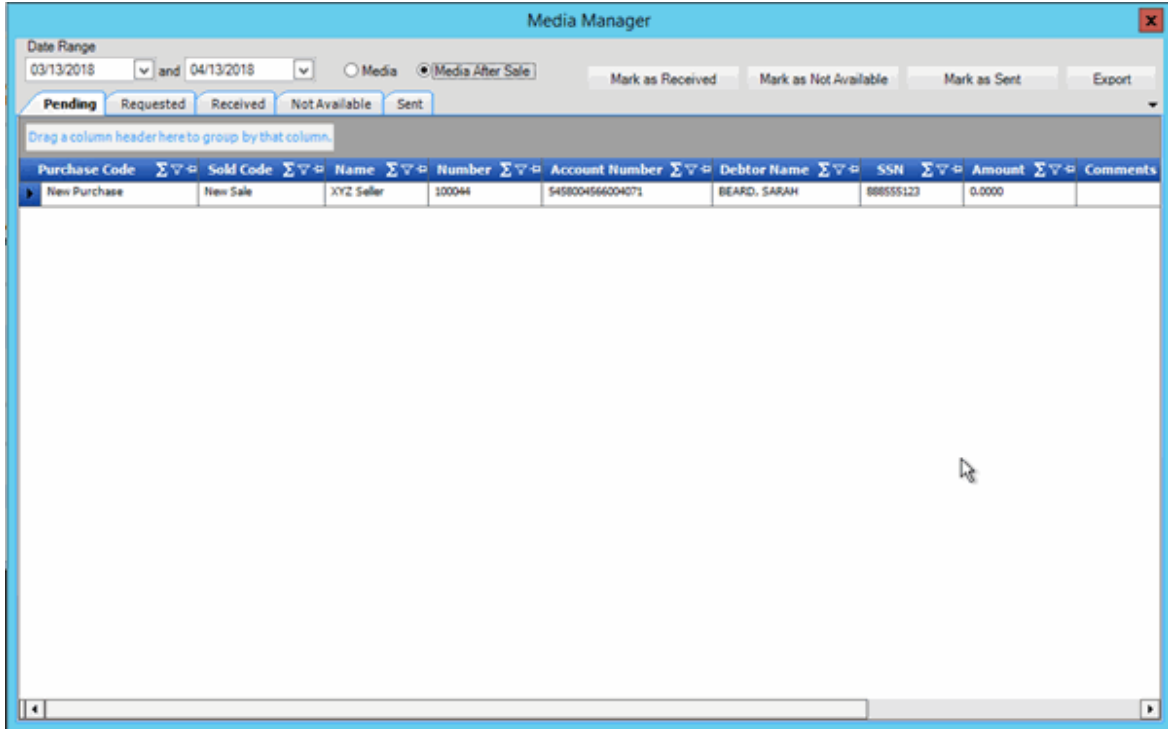 Media Manager
Date Range
03/13/2018 and 04/13/2018 Media Media After Sale Mark as Received Mark as Not Available Mark as Sent Export
Pending Requested Received Not Available Sent
Drag a column header here to group by that column.
Purchase Code Σ Sold Code Σ Name Σ Number Σ Account Number Σ Debtor Name Σ SSN Σ Amount Σ Comments
New Purchase New Sale XYZ Seller 100044 5458004566004071 BEARD, SARAH 888555123 0.0000